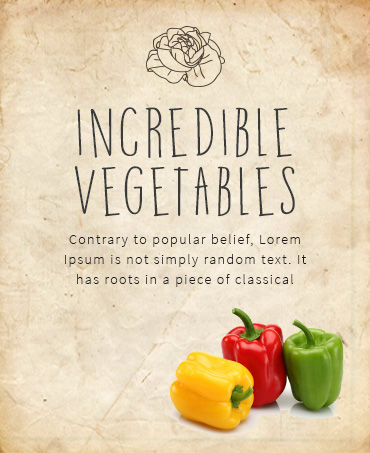 INCREDIBLE
VEGETABLES
Contrary to popular belief, Lorem
Ipsum is not simply random text. It
has roots in a piece of classical